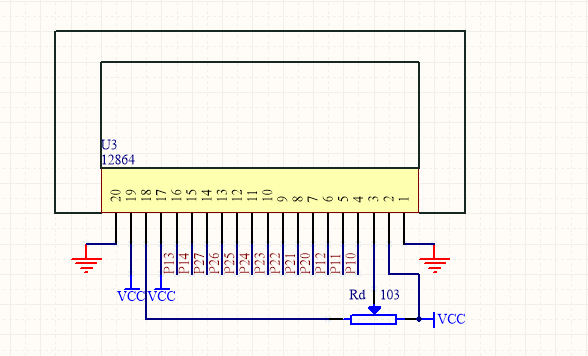 U3
12864
20 19 18 17 16 15 14 13 12 11 10 9 8 7 6 5 4 3 2 1
P13 P14 P27 P26 P25 P24 P23 P22 P21 P20 P12 P11 P10
VCC VCC
Rd 103
VCC